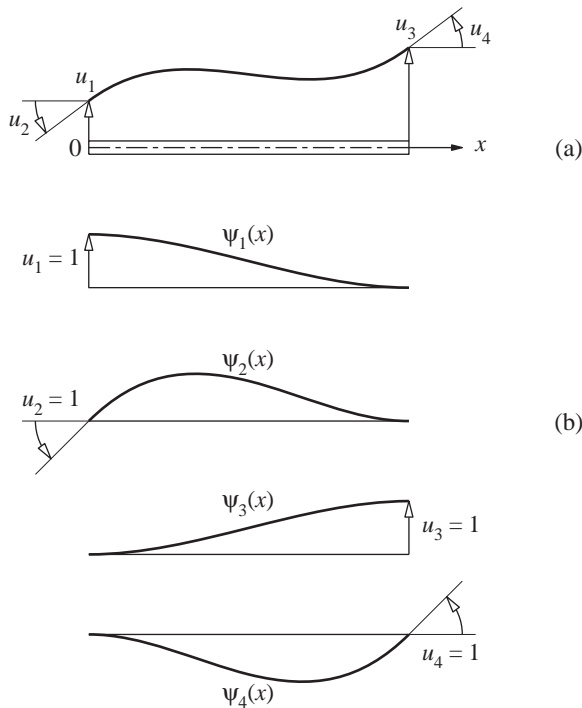 u₃
u₄
u₁
u₂
0
x
(a)
ψ₁(x)
u₁ = 1
ψ₂(x)
u₂ = 1
(b)
ψ₃(x)
u₃ = 1
u₄ = 1
ψ₄(x)